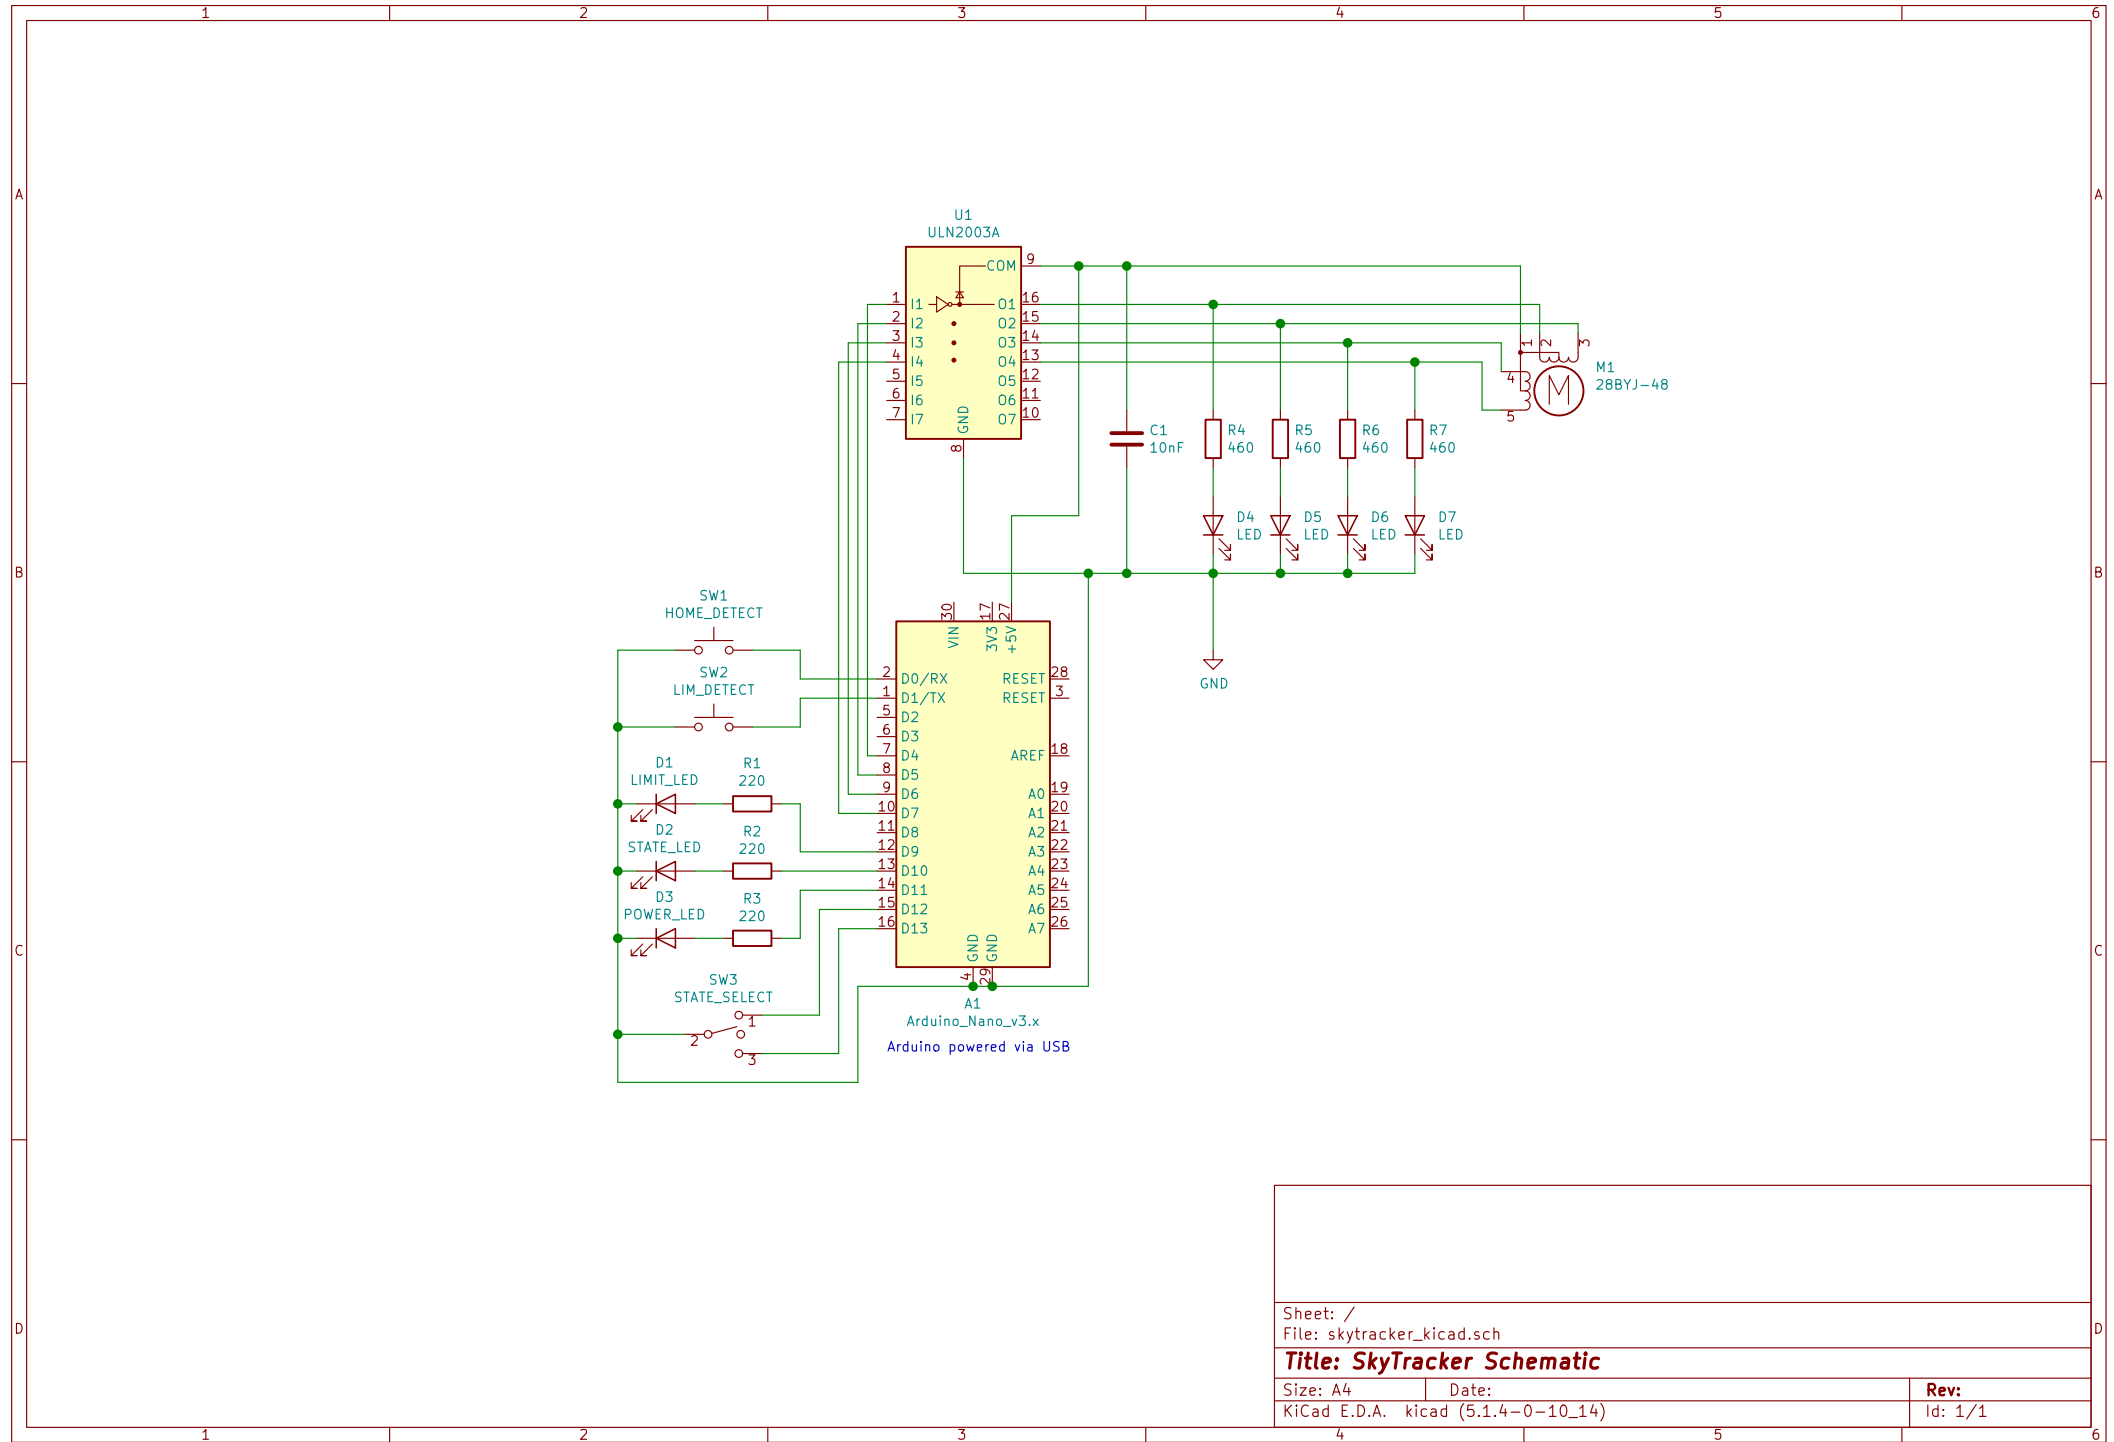 1 2 3 4 5 6
A A
U1
ULN2003A
COM 9
1 I1 O1 16
2 I2 O2 15
3 I3 O3 14
4 I4 O4 13
5 I5 O5 12
6 I6 O6 11
7 I7 O7 10
GND
8
1 2 3
4
5
M
M1
28BYJ-48
C1
10nF
R4
460
R5
460
R6
460
R7
460
D4
LED
D5
LED
D6
LED
D7
LED
GND
B B
SW1
HOME_DETECT
SW2
LIM_DETECT
D1
LIMIT_LED
R1
220
D2
STATE_LED
R2
220
D3
POWER_LED
R3
220
SW3
STATE_SELECT
1
2
3
30 17 27
VIN 3V3 +5V
2 D0/RX RESET 28
1 D1/TX RESET 3
5 D2
6 D3
7 D4 AREF 18
8 D5
9 D6 A0 19
10 D7 A1 20
11 D8 A2 21
12 D9 A3 22
13 D10 A4 23
14 D11 A5 24
15 D12 A6 25
16 D13 A7 26
GND GND
4 29
A1
Arduino_Nano_v3.x
Arduino powered via USB
C C
D D
Sheet: /
File: skytracker_kicad.sch
Title: SkyTracker Schematic
Size: A4 Date: Rev:
KiCad E.D.A. kicad (5.1.4-0-10_14) Id: 1/1
1 2 3 4 5 6